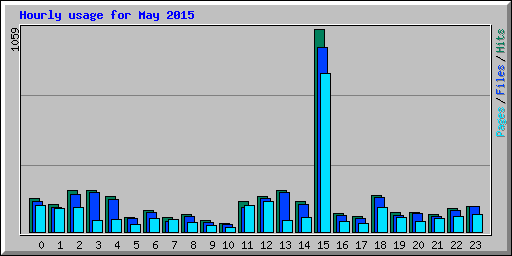 Hourly usage for May 2015
1059
Pages/Files/Hits
0 1 2 3 4 5 6 7 8 9 10 11 12 13 14 15 16 17 18 19 20 21 22 23